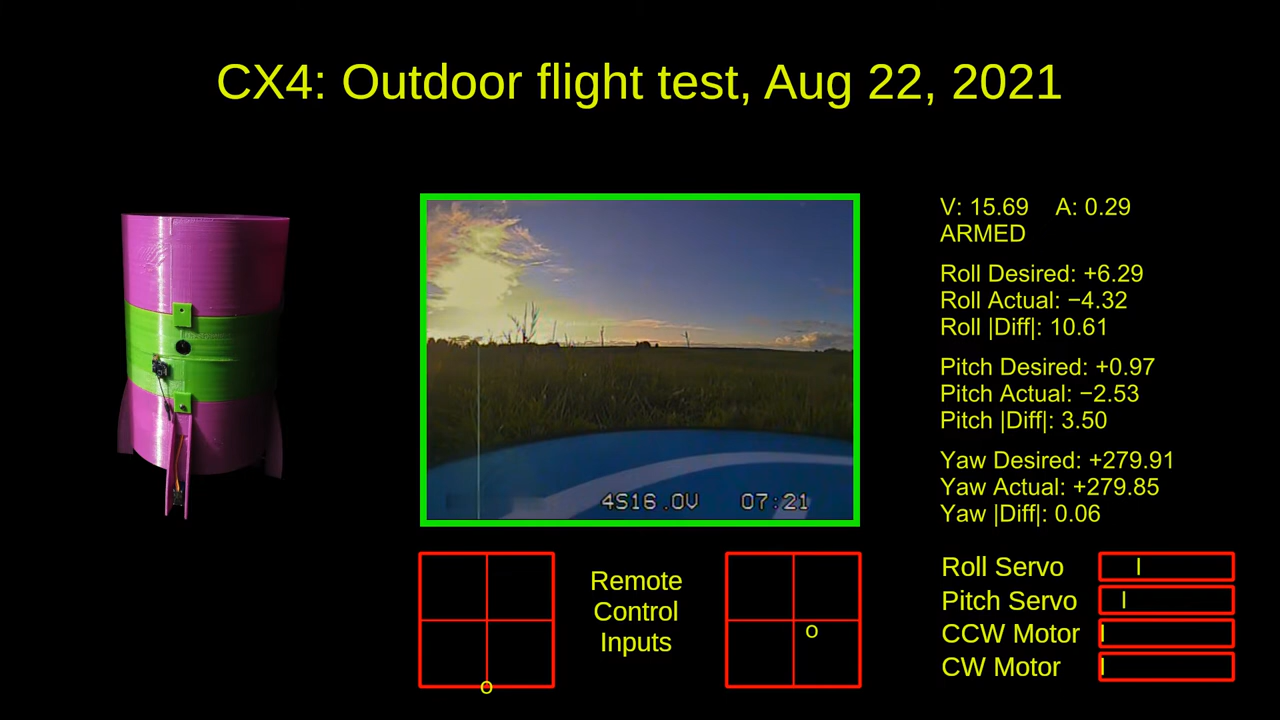 CX4: Outdoor flight test, Aug 22, 2021
V: 15.69 A: 0.29
ARMED
Roll Desired: +6.29
Roll Actual: −4.32
Roll |Diff|: 10.61
Pitch Desired: +0.97
Pitch Actual: −2.53
Pitch |Diff|: 3.50
Yaw Desired: +279.91
Yaw Actual: +279.85
Yaw |Diff|: 0.06
4S16.0V 07:21
Remote
Control
Inputs
Roll Servo
Pitch Servo
CCW Motor
CW Motor